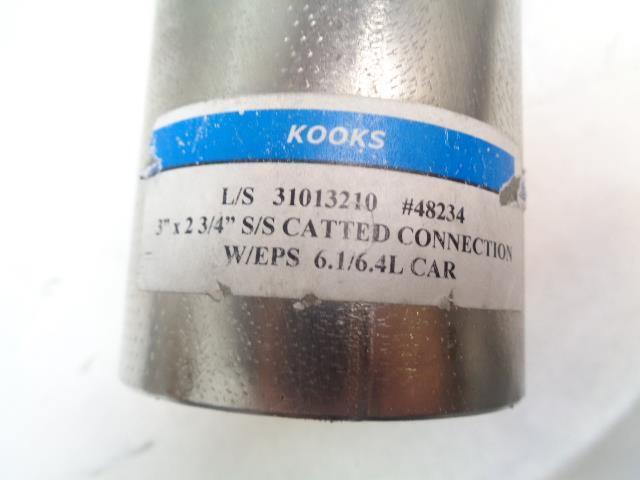 KOOKS
L/S 31013210 #48234
3" x 2 3/4" S/S CATTED CONNECTION
W/EPS 6.1/6.4L CAR